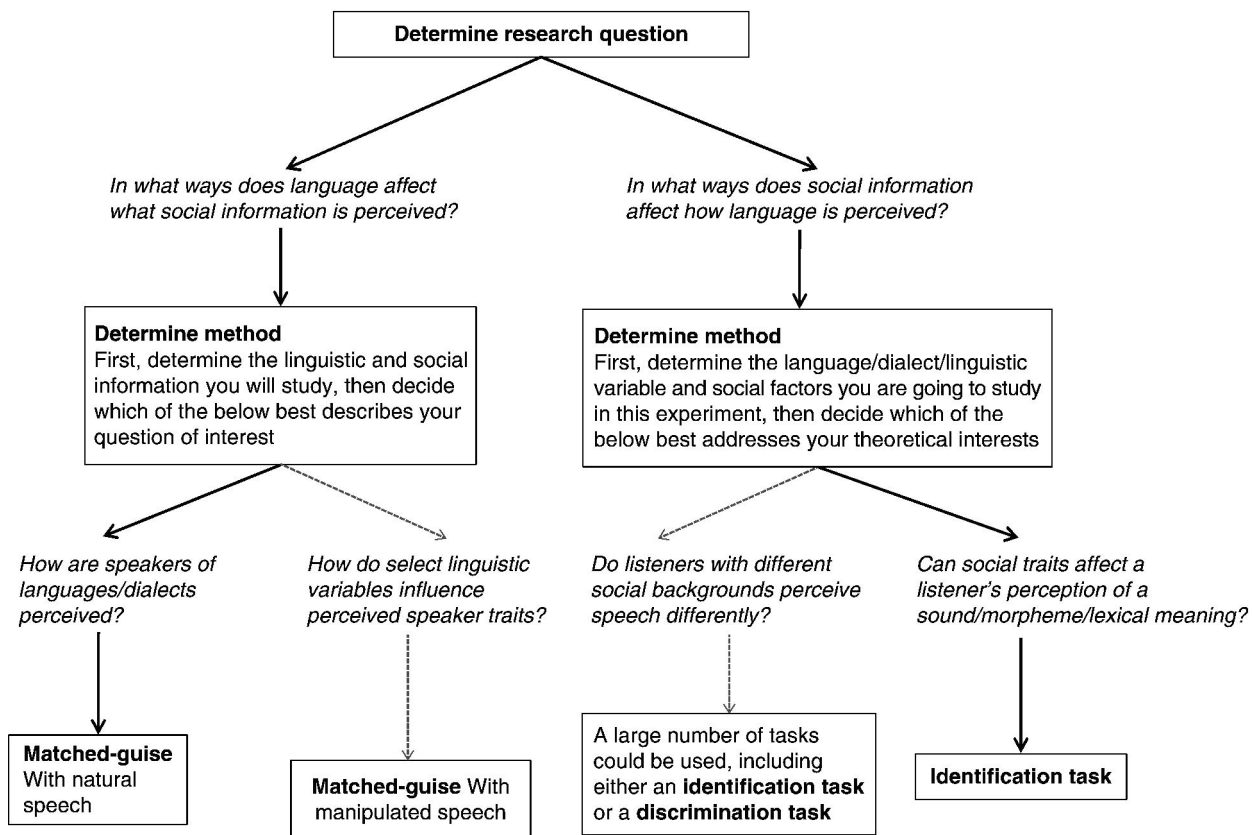 Determine research question
In what ways does language affect
what social information is perceived?
In what ways does social information
affect how language is perceived?
Determine method
First, determine the linguistic and social
information you will study, then decide
which of the below best describes your
question of interest
Determine method
First, determine the language/dialect/linguistic
variable and social factors you are going to study
in this experiment, then decide which of the
below best addresses your theoretical interests
How are speakers of
languages/dialects
perceived?
How do select linguistic
variables influence
perceived speaker traits?
Do listeners with different
social backgrounds perceive
speech differently?
Can social traits affect a
listener's perception of a
sound/morpheme/lexical meaning?
Matched-guise
With natural
speech
Matched-guise With
manipulated speech
A large number of tasks
could be used, including
either an identification task
or a discrimination task
Identification task